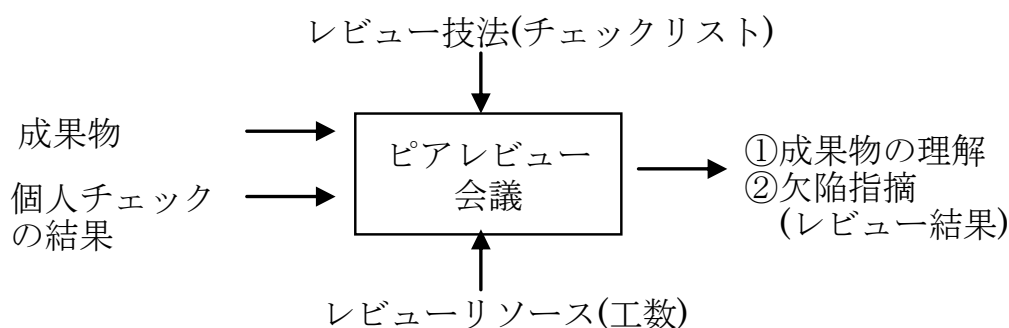 レビュー技法(チェックリスト)
成果物
個人チェック
の結果
ピアレビュー
会議
①成果物の理解
②欠陥指摘
(レビュー結果)
レビューリソース(工数)